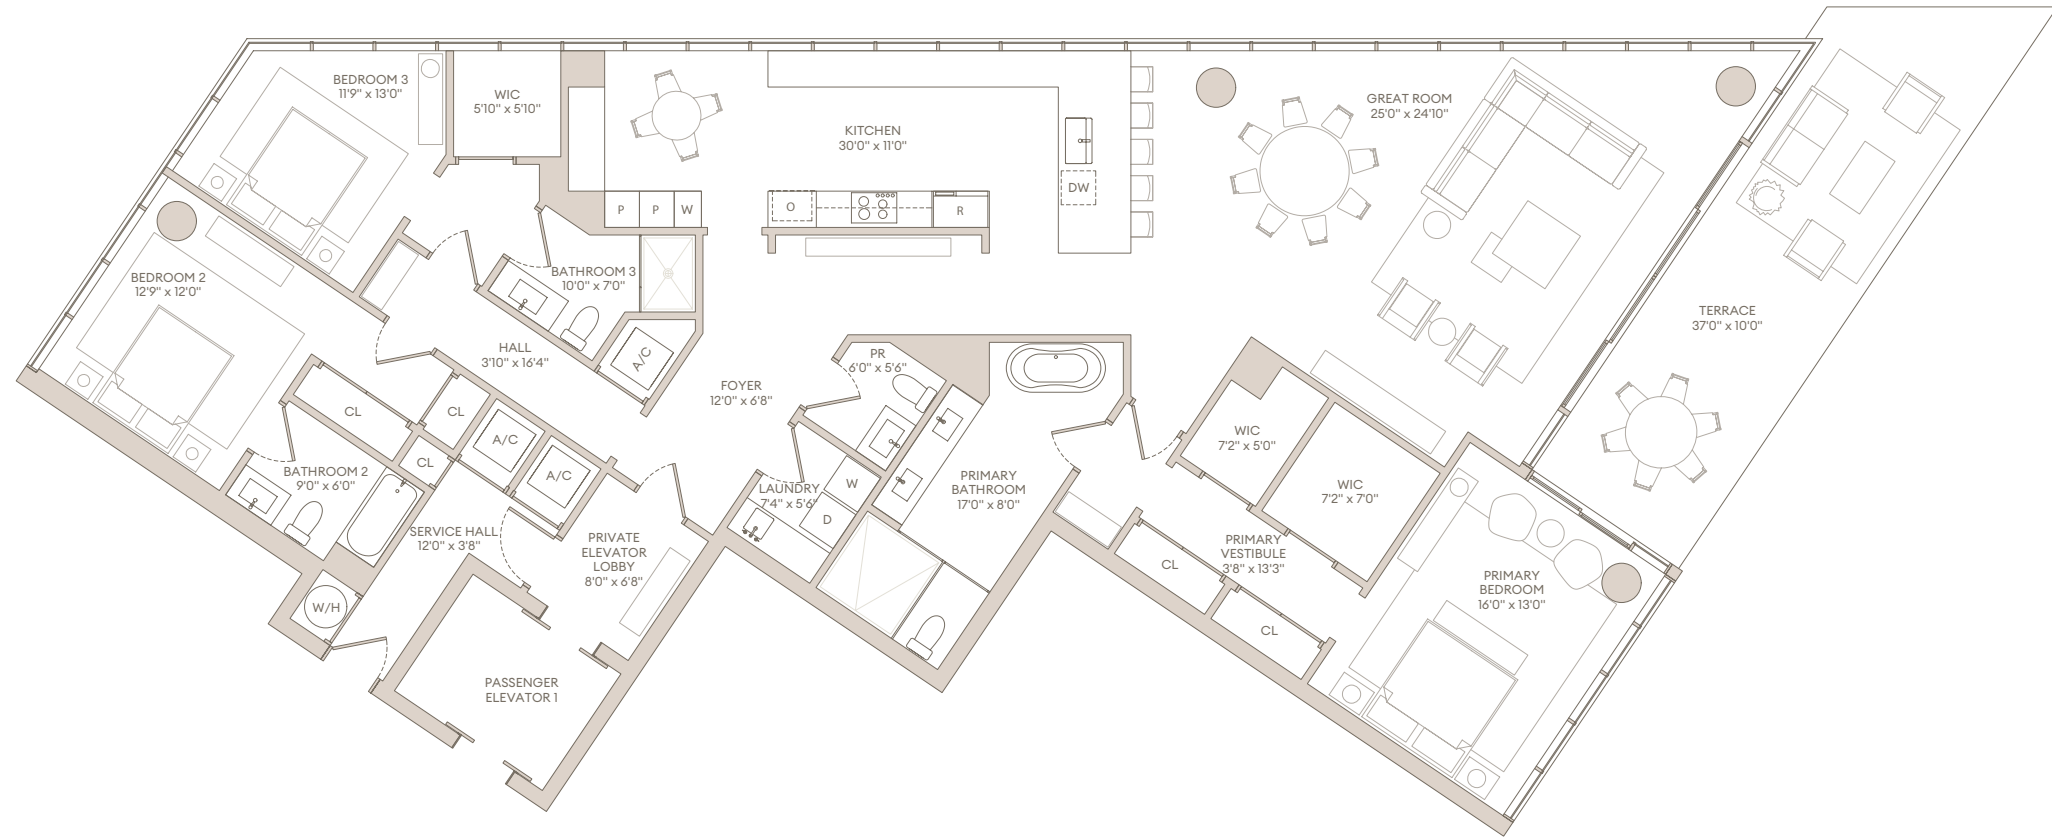 BEDROOM 3
11'9" x 13'0"
WIC
5'10" x 5'10"
KITCHEN
30'0" x 11'0"
GREAT ROOM
25'0" x 24'10"
DW
P
P
W
O
R
BEDROOM 2
12'9" x 12'0"
BATHROOM 3
10'0" x 7'0"
TERRACE
37'0" x 10'0"
HALL
3'10" x 16'4"
A/C
PR
6'0" x 5'6"
FOYER
12'0" x 6'8"
CL
CL
A/C
WIC
7'2" x 5'0"
CL
A/C
BATHROOM 2
9'0" x 6'0"
LAUNDRY
7'4" x 5'6"
W
D
PRIMARY
BATHROOM
17'0" x 8'0"
WIC
7'2" x 7'0"
SERVICE HALL
12'0" x 3'8"
PRIVATE
ELEVATOR
LOBBY
8'0" x 6'8"
PRIMARY
VESTIBULE
3'8" x 13'3"
CL
PRIMARY
BEDROOM
16'0" x 13'0"
W/H
CL
PASSENGER
ELEVATOR 1